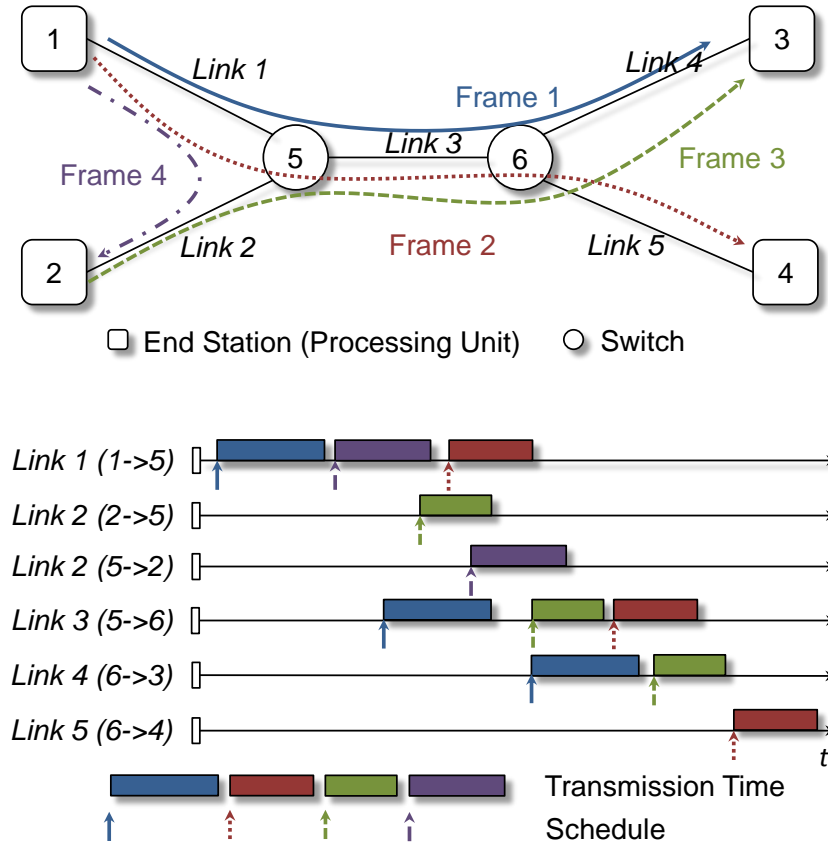 1
3
Link 1
Link 4
Frame 1
5
Link 3
6
Frame 4
Frame 3
2
Link 2
Frame 2
Link 5
4
End Station (Processing Unit)
Switch
Link 1 (1->5)
Link 2 (2->5)
Link 2 (5->2)
Link 3 (5->6)
Link 4 (6->3)
Link 5 (6->4)
t
Transmission Time
Schedule